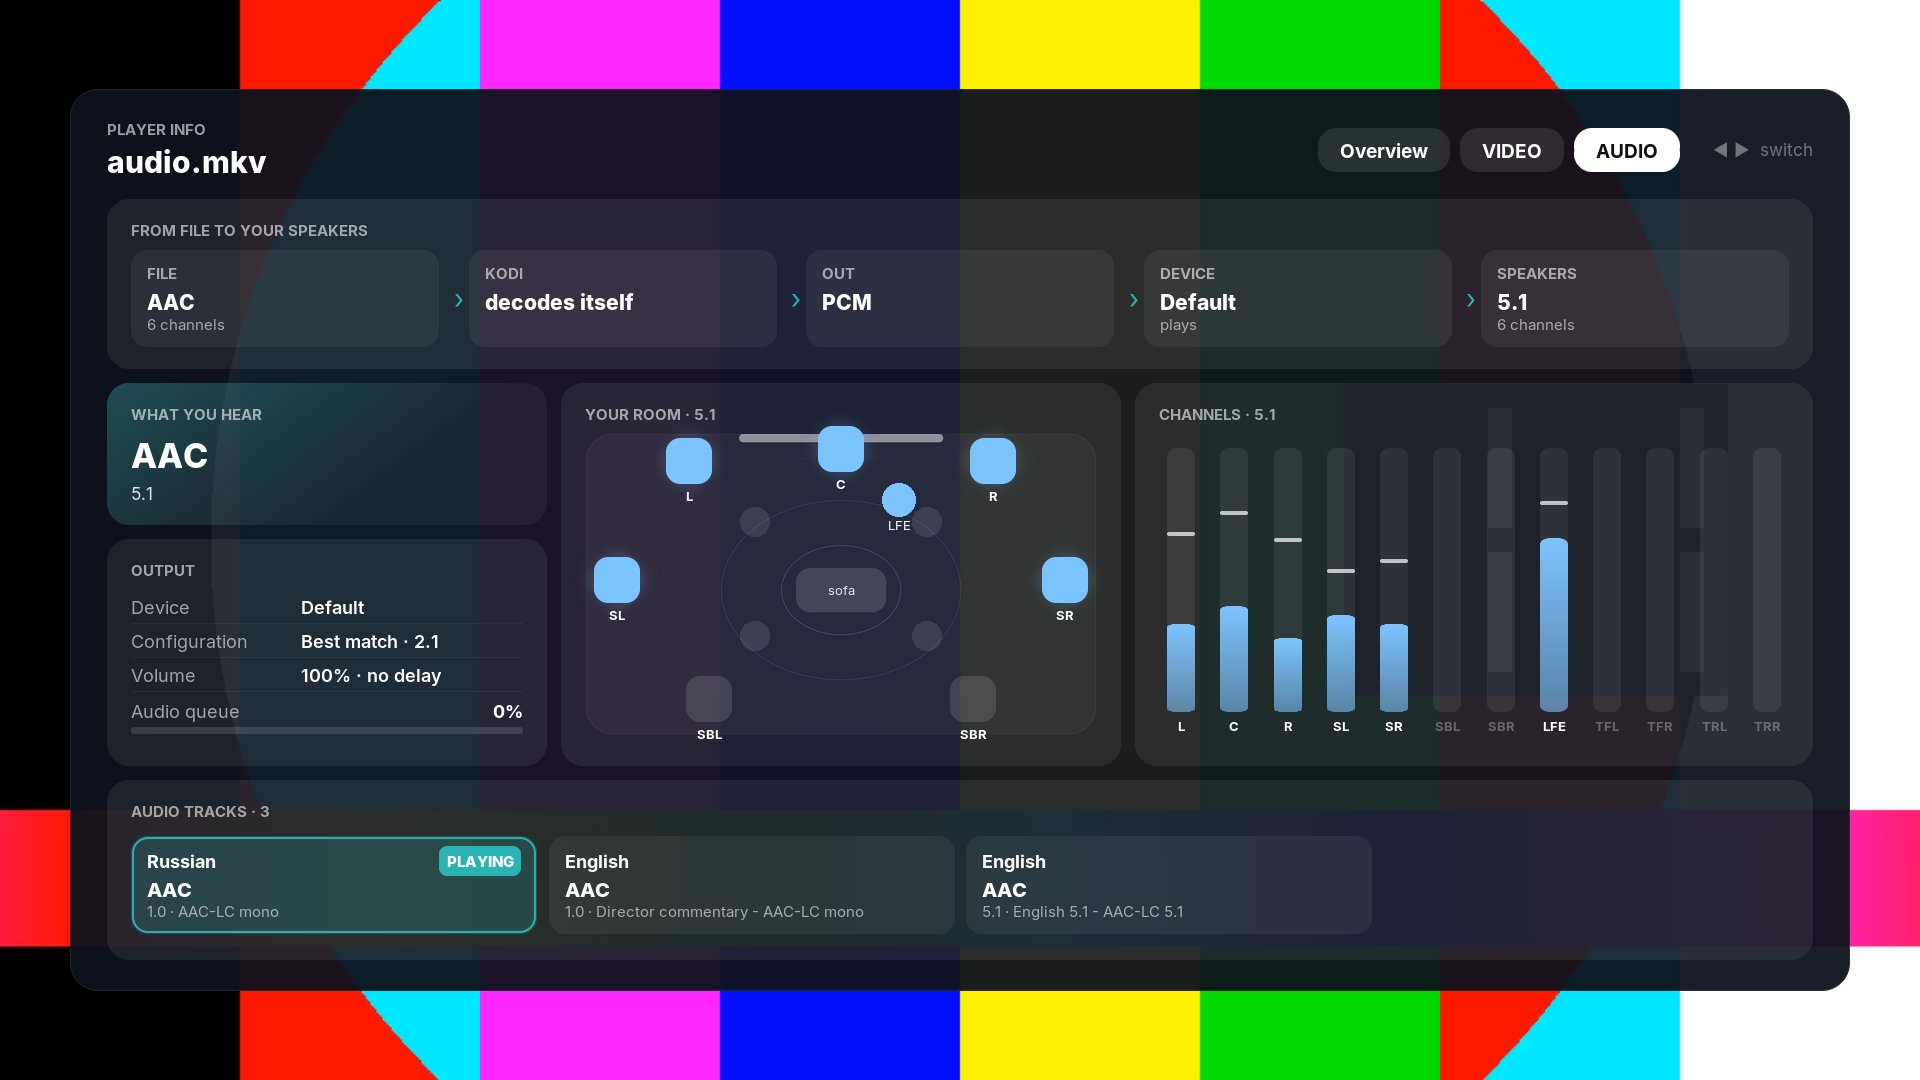 PLAYER INFO
audio.mkv
Overview
VIDEO
AUDIO
◀ ▶ switch
FROM FILE TO YOUR SPEAKERS
FILE
AAC
6 channels
›
KODI
decodes itself
›
OUT
PCM
›
DEVICE
Default
plays
›
SPEAKERS
5.1
6 channels
WHAT YOU HEAR
AAC
5.1
OUTPUT
Device Default
Configuration Best match · 2.1
Volume 100% · no delay
Audio queue 0%
YOUR ROOM · 5.1
L
C
R
LFE
SL
sofa
SR
SBL
SBR
CHANNELS · 5.1
L C R SL SR SBL SBR LFE TFL TFR TRL TRR
AUDIO TRACKS · 3
Russian
PLAYING
AAC
1.0 · AAC-LC mono
English
AAC
1.0 · Director commentary - AAC-LC mono
English
AAC
5.1 · English 5.1 - AAC-LC 5.1